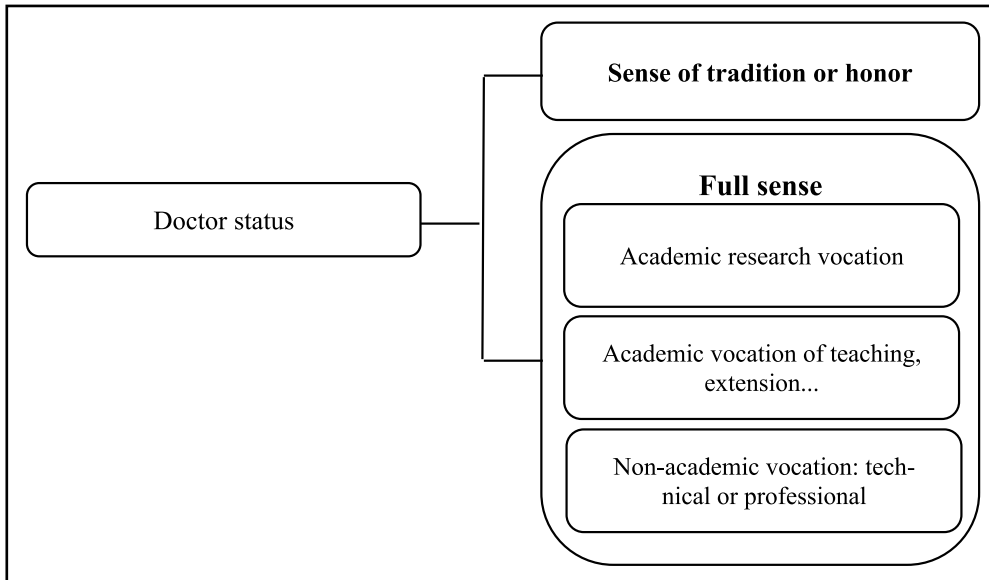 Sense of tradition or honor
Doctor status
Full sense
Academic research vocation
Academic vocation of teaching,
extension...
Non-academic vocation: tech-
nical or professional